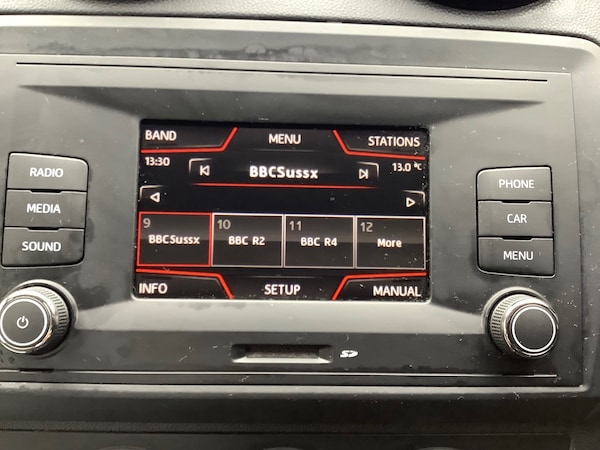 BAND MENU STATIONS
13:30 BBCSussx 13.0 °C
9 10 11 12
BBCSussx BBC R2 BBC R4 More
INFO SETUP MANUAL
RADIO
MEDIA
SOUND
PHONE
CAR
MENU
SD